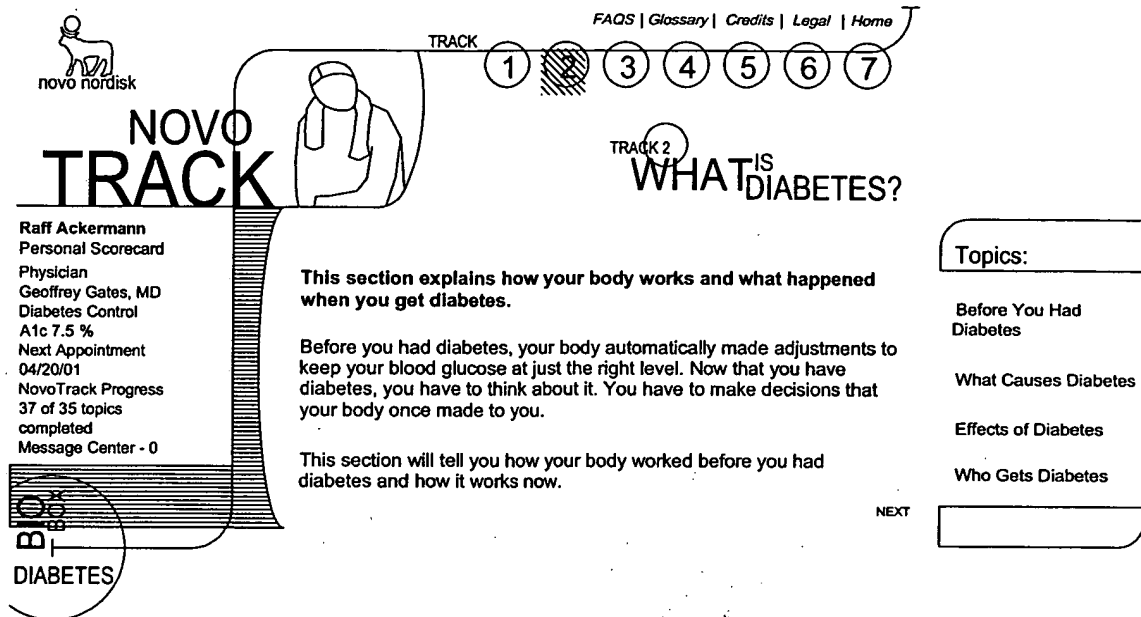 FAQS | Glossary | Credits | Legal | Home
novo nordisk
TRACK
1 2 3 4 5 6 7
NOVO
TRACK
TRACK 2
WHAT IS DIABETES?
Raff Ackermann
Personal Scorecard
Physician
Geoffrey Gates, MD
Diabetes Control
A1c 7.5 %
Next Appointment
04/20/01
NovoTrack Progress
37 of 35 topics
completed
Message Center - 0
This section explains how your body works and what happened
when you get diabetes.
Before you had diabetes, your body automatically made adjustments to
keep your blood glucose at just the right level. Now that you have
diabetes, you have to think about it. You have to make decisions that
your body once made to you.
This section will tell you how your body worked before you had
diabetes and how it works now.
NEXT
Topics:
Before You Had
Diabetes
What Causes Diabetes
Effects of Diabetes
Who Gets Diabetes
BIO
BOX
DIABETES